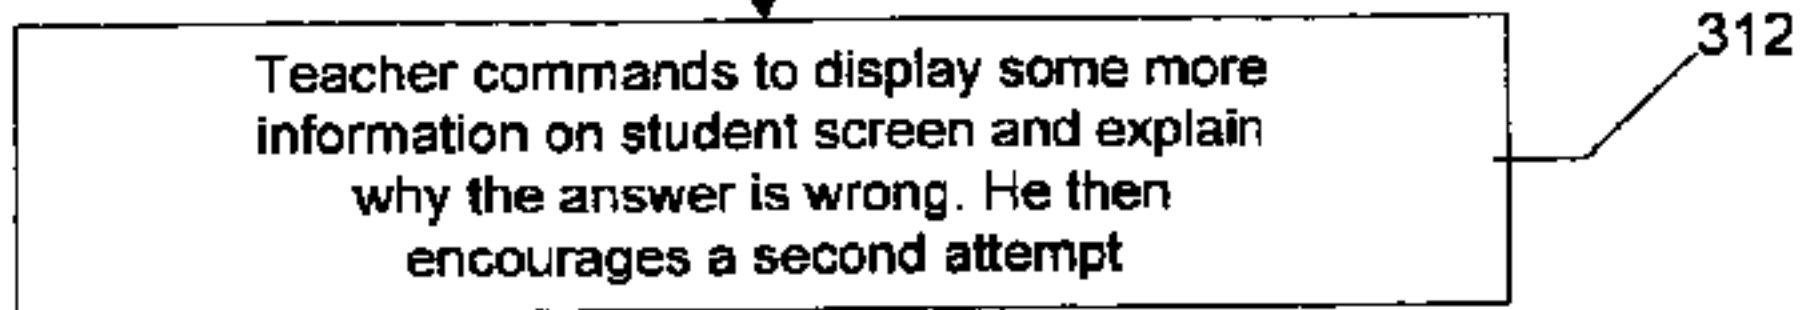 312
Teacher commands to display some more
information on student screen and explain
why the answer is wrong. He then
encourages a second attempt